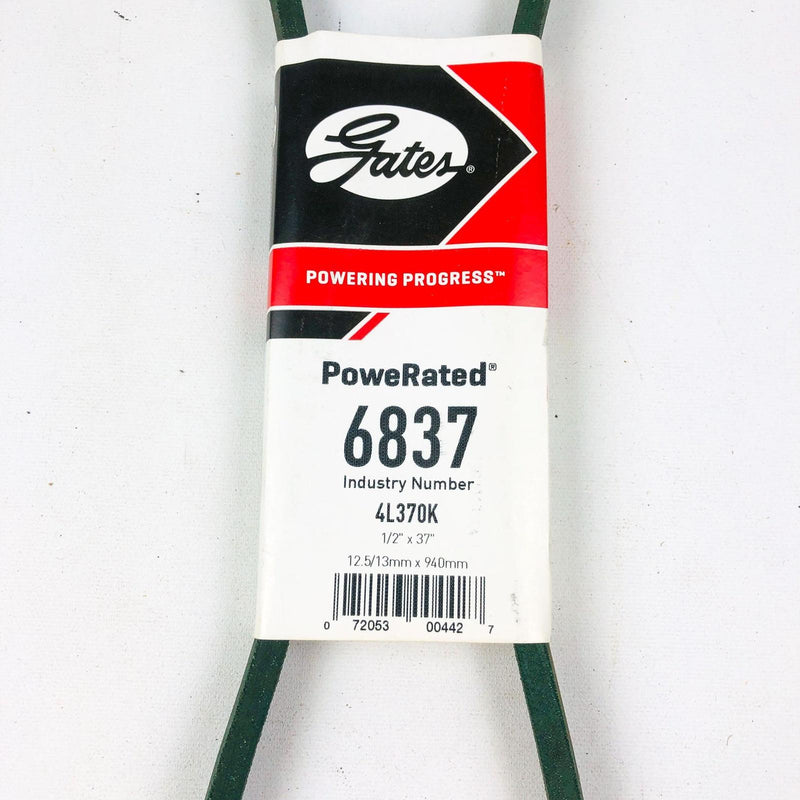 Gates®
POWERING PROGRESS™
PoweRated®
6837
Industry Number
4L370K
1/2" x 37"
12.5/13mm x 940mm
0 72053 00442 7